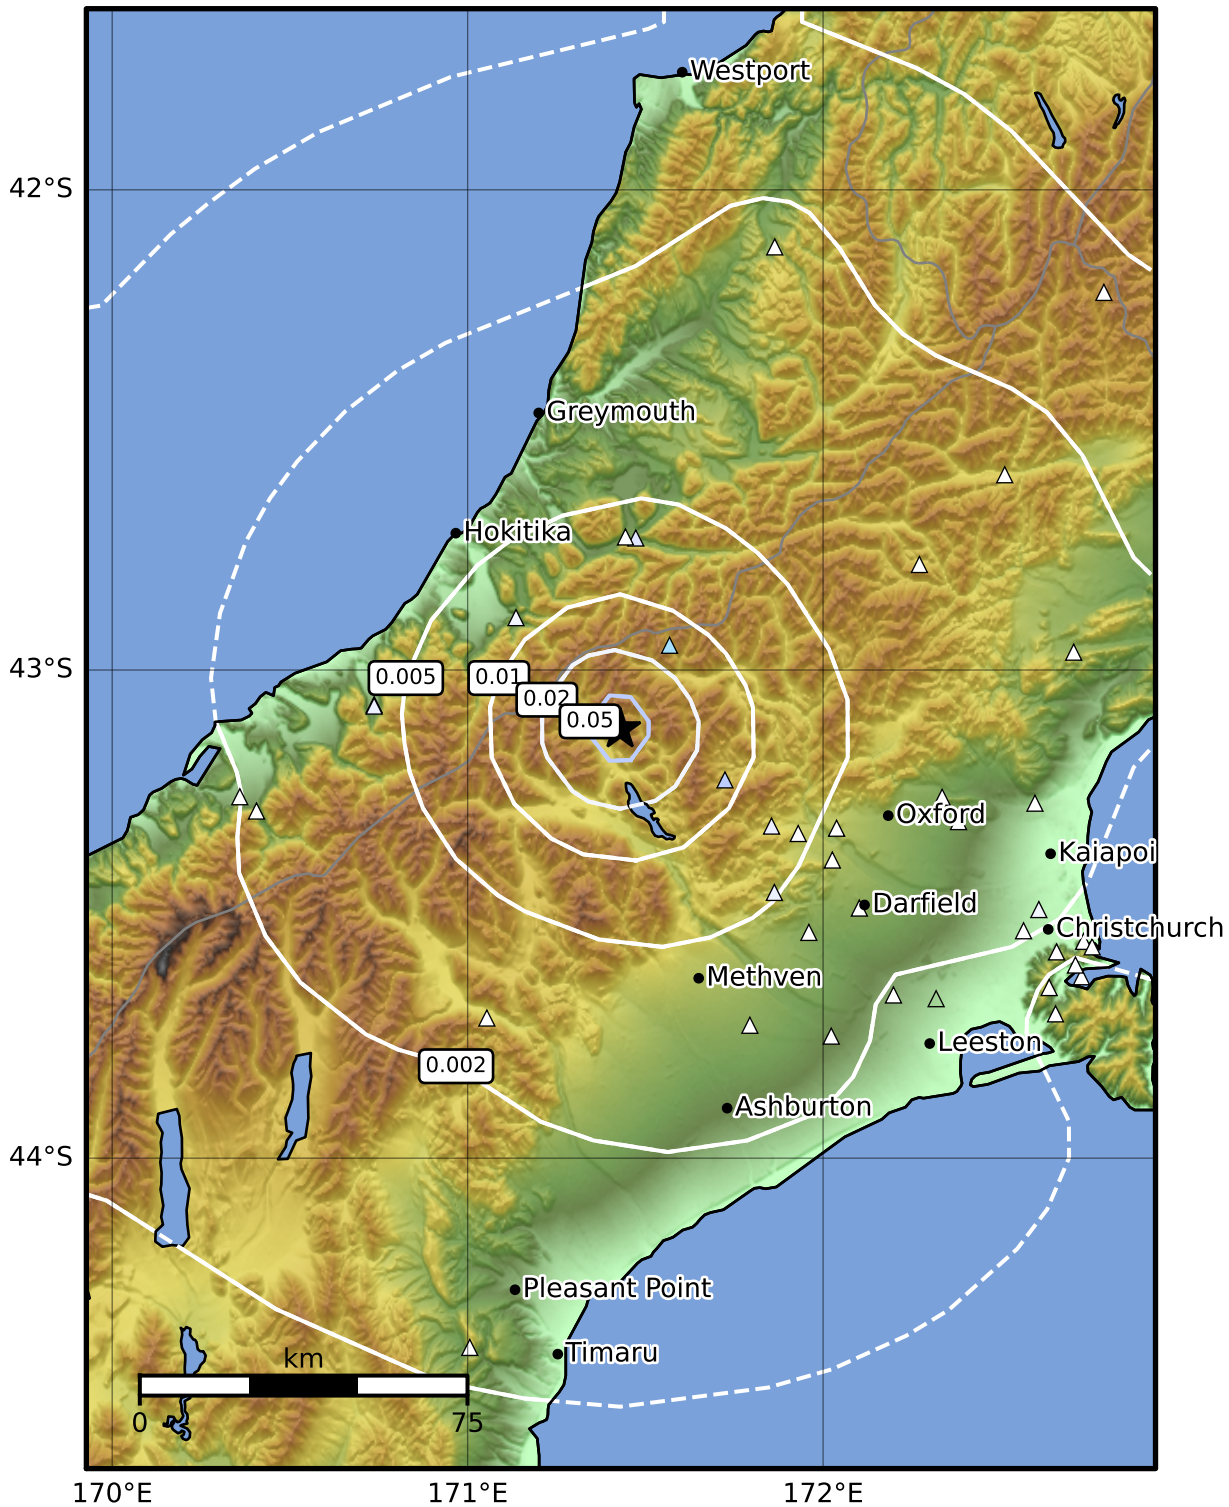 Westport
42°S
Greymouth
Hokitika
43°S
0.005
0.01
0.02
0.05
Oxford
Kaiapoi
Darfield
Christchurch
Methven
Leeston
0.002
Ashburton
44°S
Pleasant Point
Timaru
km
0
75
170°E
171°E
172°E